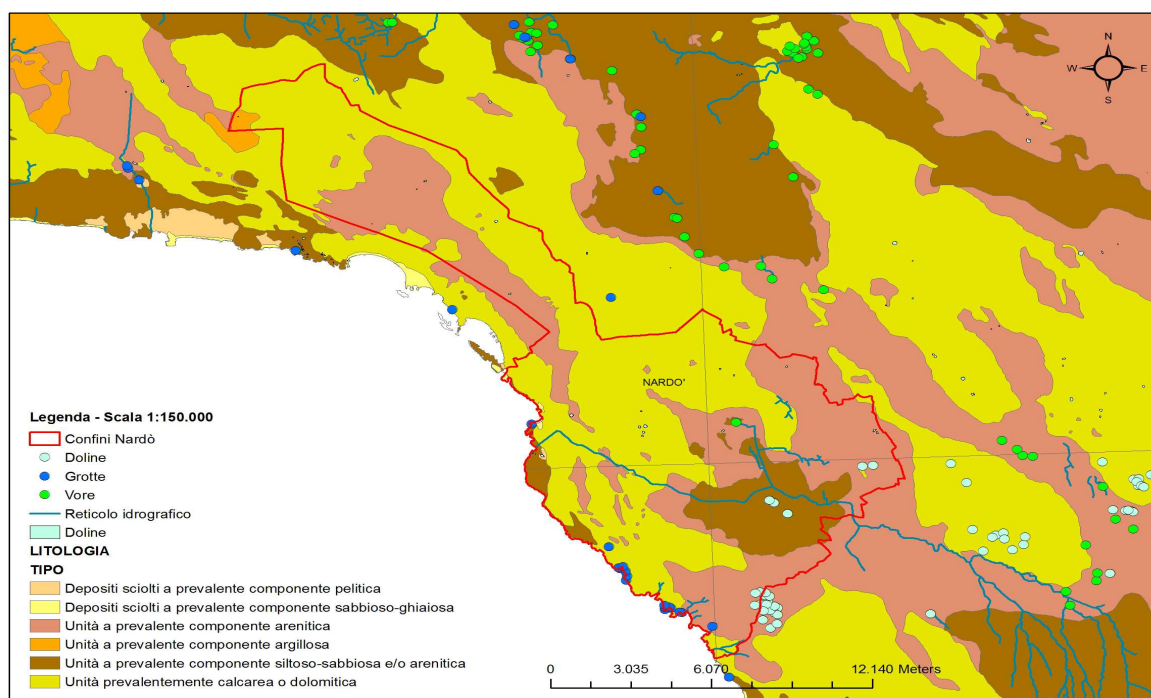 N
W E
S
NARDO'
Legenda - Scala 1:150.000
Confini Nardò
Doline
Grotte
Vore
Reticolo idrografico
Doline
LITOLOGIA
TIPO
Depositi sciolti a prevalente componente pelitica
Depositi sciolti a prevalente componente sabbioso-ghiaiosa
Unità a prevalente componente arenitica
Unità a prevalente componente argillosa
Unità a prevalente componente siltoso-sabbiosa e/o arenitica
Unità prevalentemente calcarea o dolomitica
0 3.035 6.070 12.140 Meters